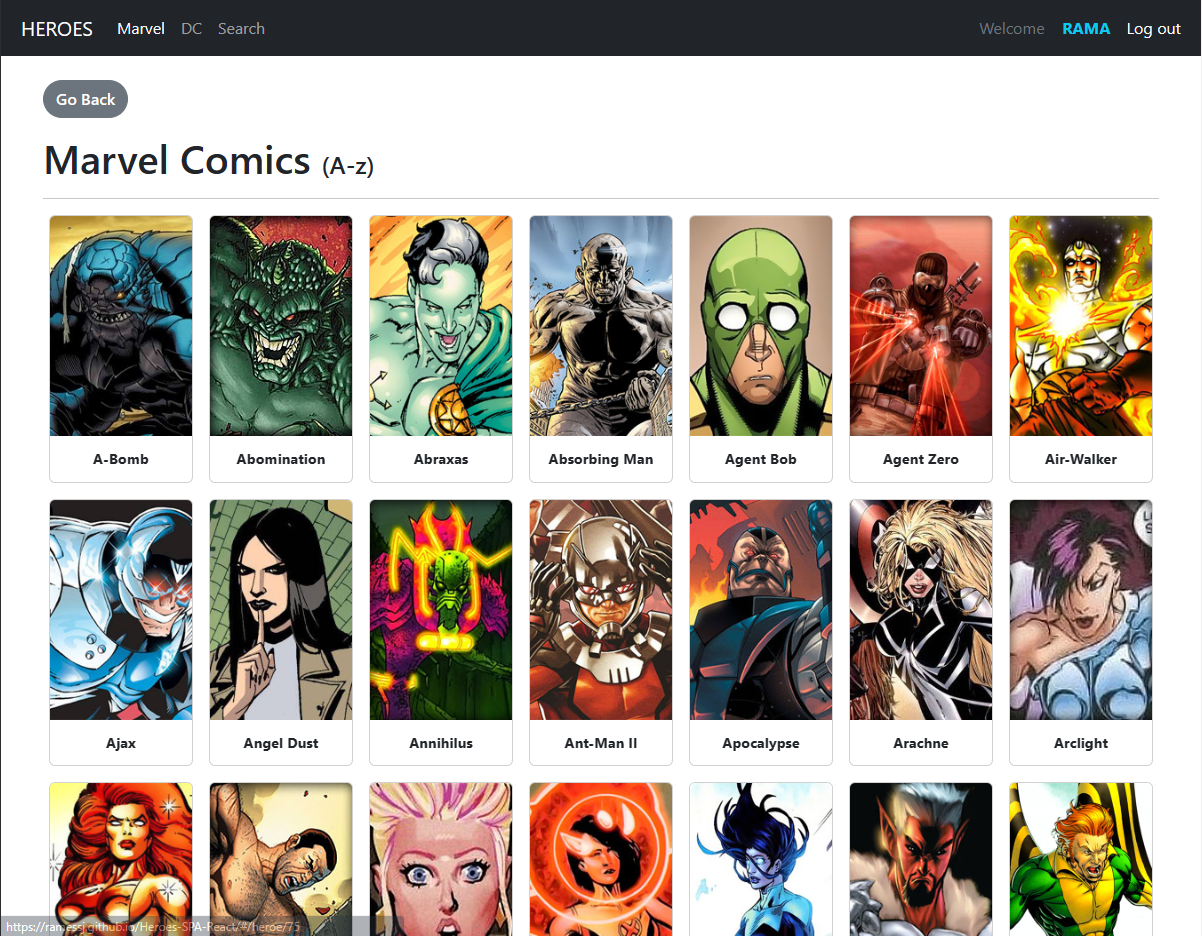 HEROES Marvel DC Search Welcome RAMA Log out
Go Back
Marvel Comics (A-z)
A-Bomb Abomination Abraxas Absorbing Man Agent Bob Agent Zero Air-Walker
Ajax Angel Dust Annihilus Ant-Man II Apocalypse Arachne Arclight
https://ramessj.github.io/Heroes-SPA-React/#/heroe/75